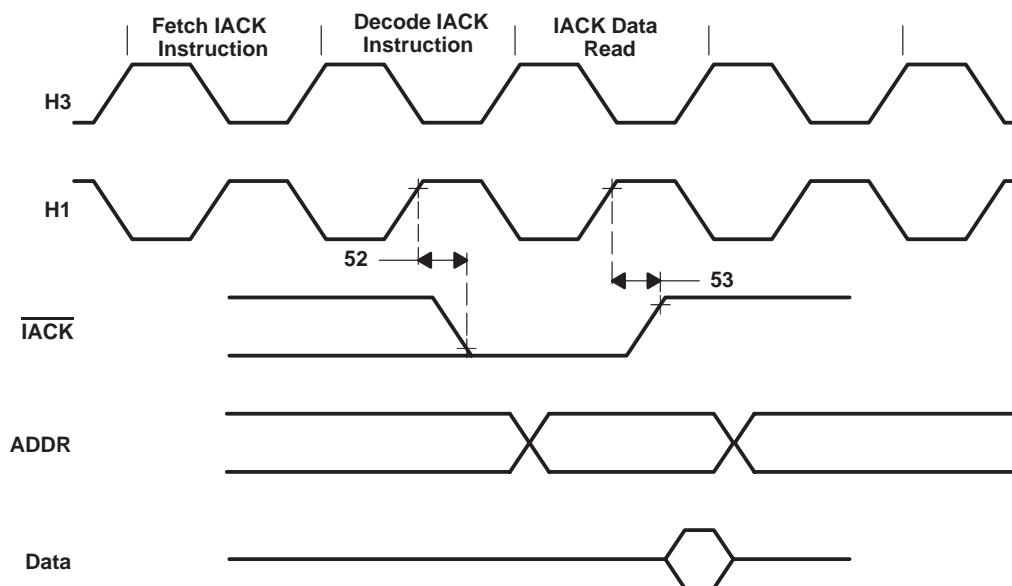 Fetch IACK
Instruction
Decode IACK
Instruction
IACK Data
Read
H3
H1
52
53
IACK
ADDR
Data